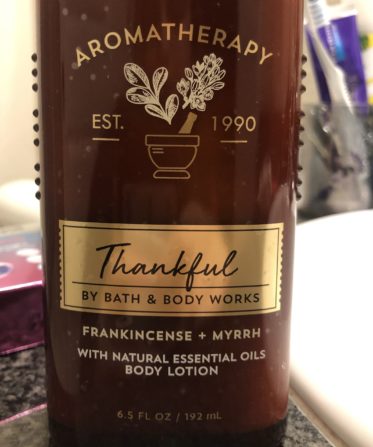 AROMATHERAPY
EST. 1990
Thankful
BY BATH & BODY WORKS
FRANKINCENSE + MYRRH
WITH NATURAL ESSENTIAL OILS
BODY LOTION
6.5 FL OZ / 192 mL